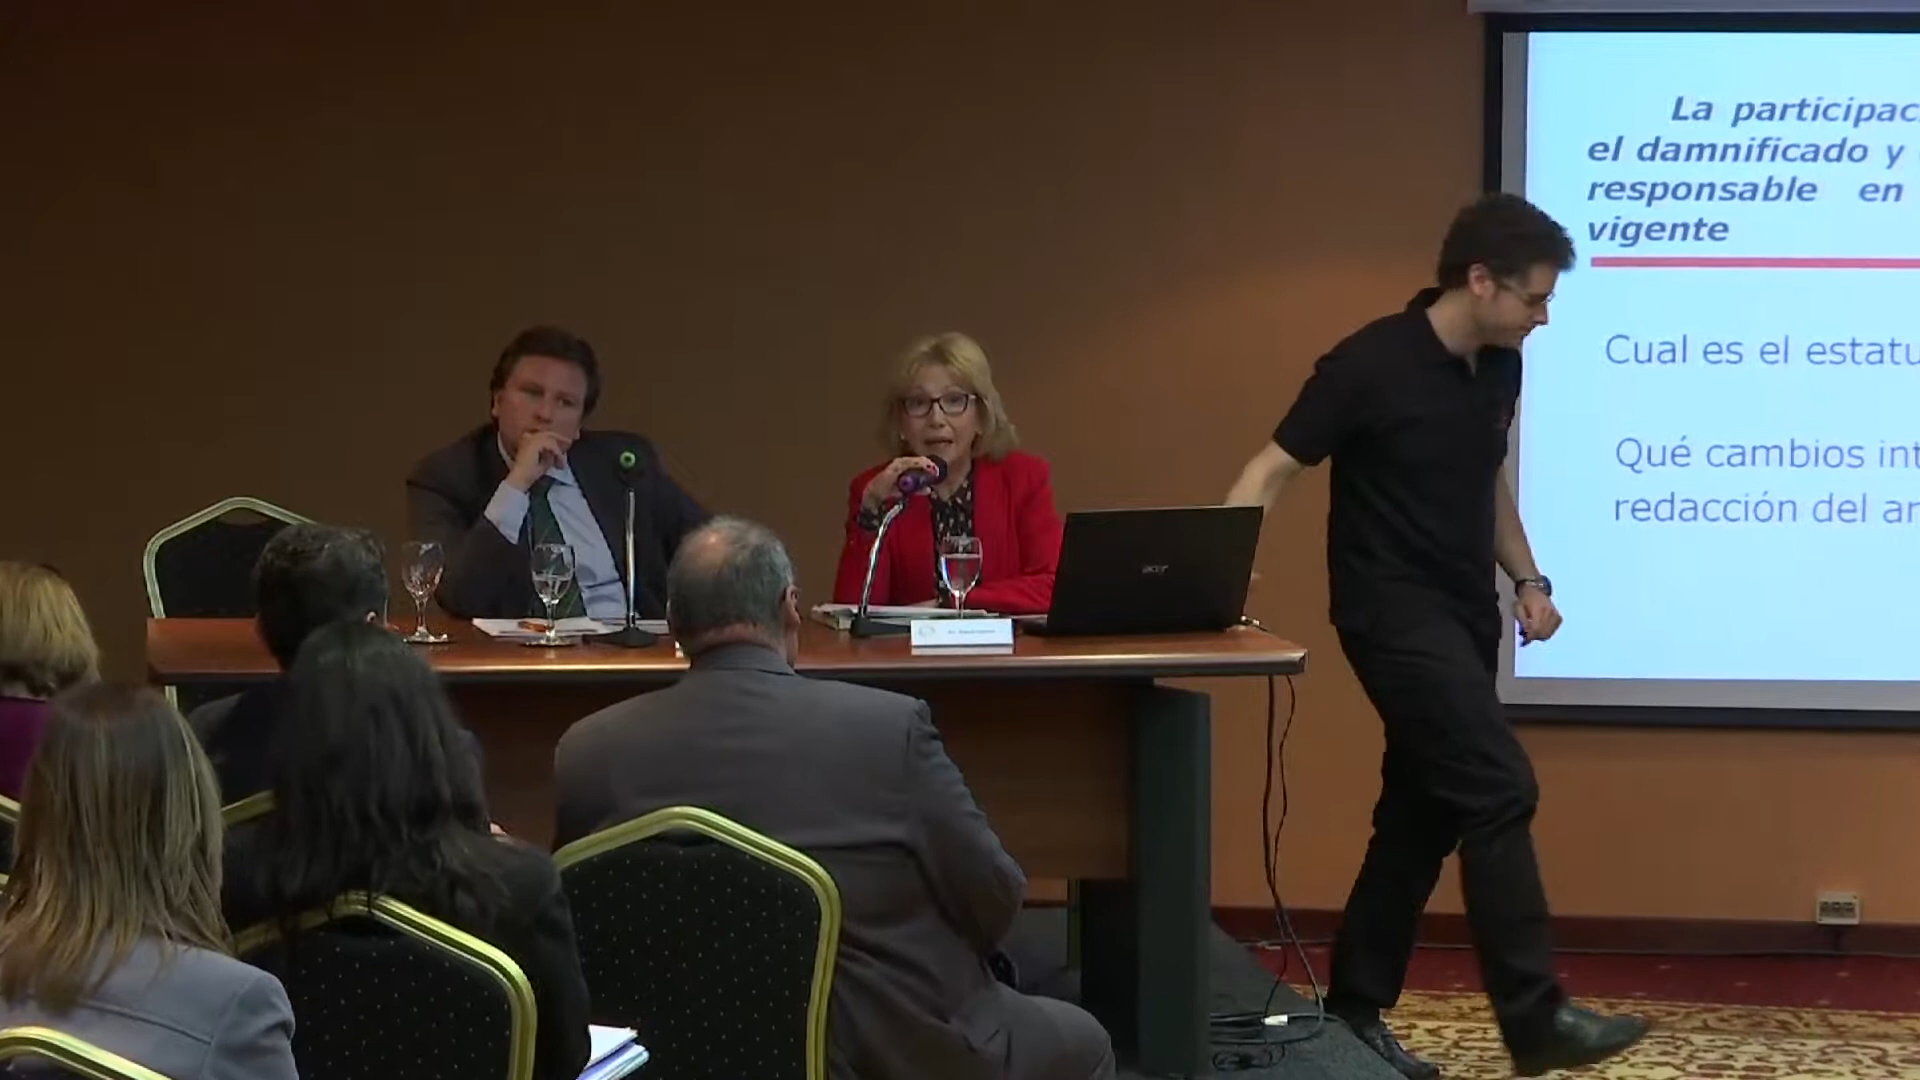 La participac
el damnificado y
responsable en
vigente
Cual es el estatu
Qué cambios int
redacción del ar
acer